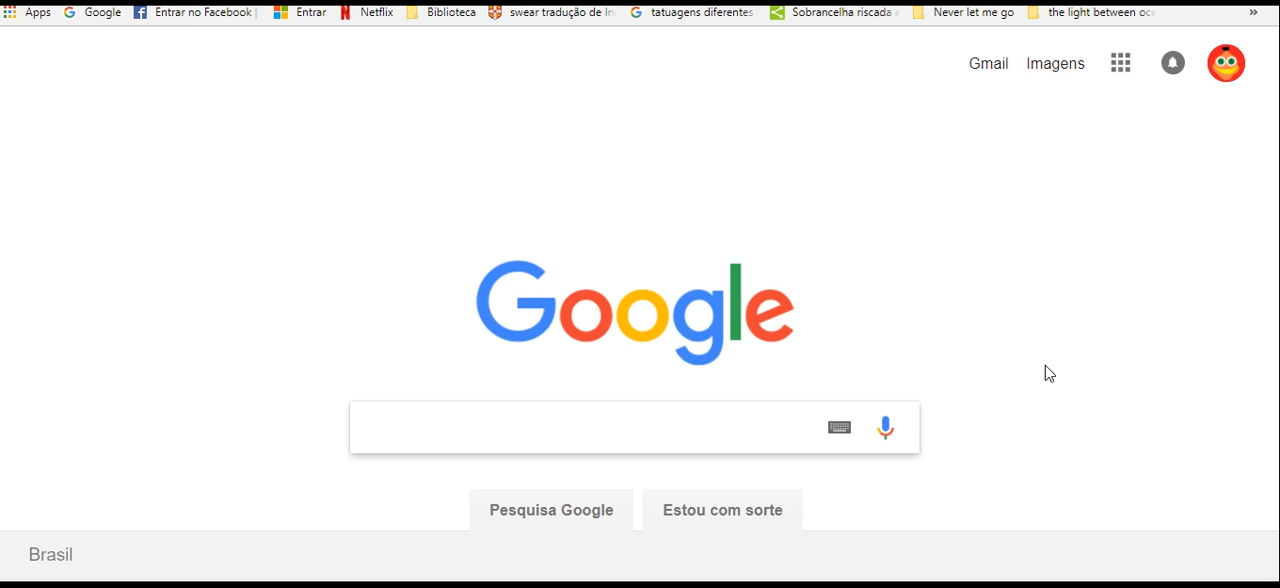 Apps Google Entrar no Facebook Entrar Netflix Biblioteca swear tradução de In tatuagens diferentes Sobrancelha riscada Never let me go the light between oc »
Gmail Imagens
Google
Pesquisa Google Estou com sorte
Brasil